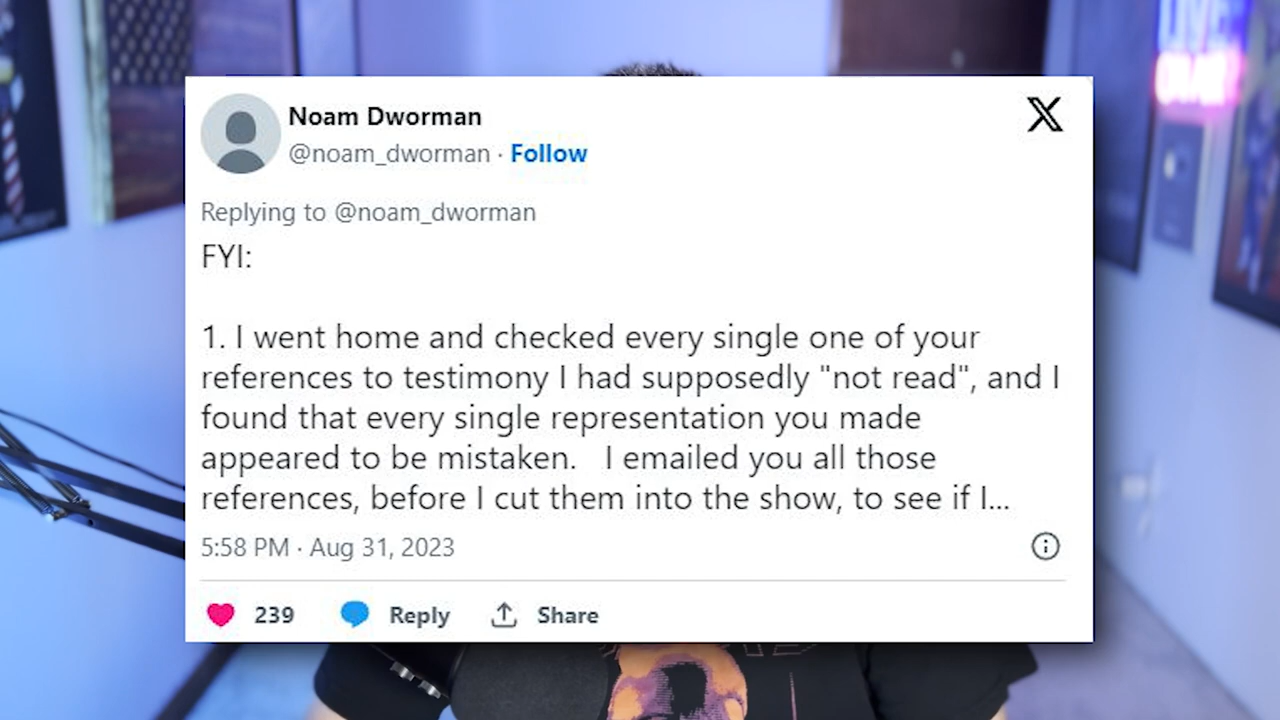 LIVE
Noam Dworman
@noam_dworman · Follow
Replying to @noam_dworman
FYI:
1. I went home and checked every single one of your
references to testimony I had supposedly "not read", and I
found that every single representation you made
appeared to be mistaken.   I emailed you all those
references, before I cut them into the show, to see if I...
5:58 PM · Aug 31, 2023
239 Reply Share